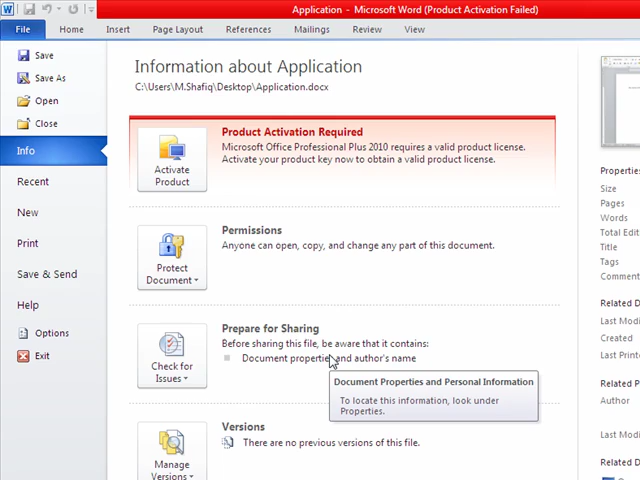 Application - Microsoft Word (Product Activation Failed)
File Home Insert Page Layout References Mailings Review View
Save
Save As
Open
Close
Info
Recent
New
Print
Save & Send
Help
Options
Exit
Information about Application
C:\Users\M.Shafiq\Desktop\Application.docx
Activate
Product
Product Activation Required
Microsoft Office Professional Plus 2010 requires a valid product license.
Activate your product key now to obtain a valid product license.
Protect
Document
Permissions
Anyone can open, copy, and change any part of this document.
Check for
Issues
Prepare for Sharing
Before sharing this file, be aware that it contains:
Document properties and author's name
Document Properties and Personal Information
To locate this information, look under
Properties.
Manage
Versions
Versions
There are no previous versions of this file.
Size
Pages
Words
Title
Tags
Related
Created
Author
Related